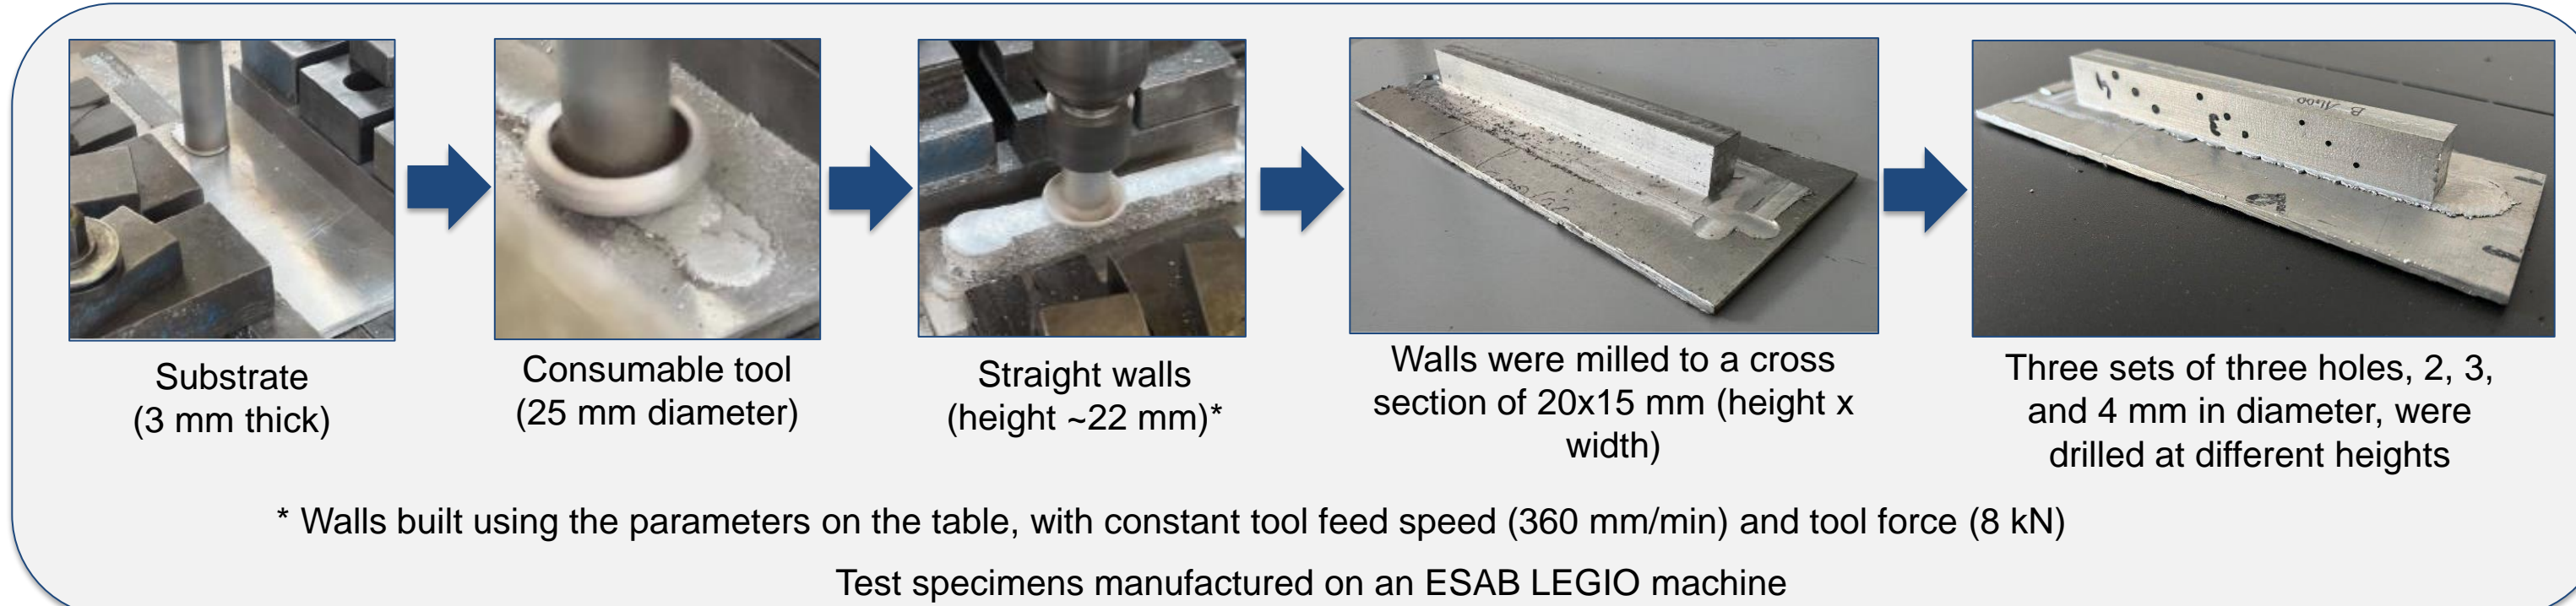 Substrate
(3 mm thick)
Consumable tool
(25 mm diameter)
Straight walls
(height ~22 mm)*
Walls were milled to a cross
section of 20x15 mm (height x
width)
Three sets of three holes, 2, 3,
and 4 mm in diameter, were
drilled at different heights
* Walls built using the parameters on the table, with constant tool feed speed (360 mm/min) and tool force (8 kN)
Test specimens manufactured on an ESAB LEGIO machine